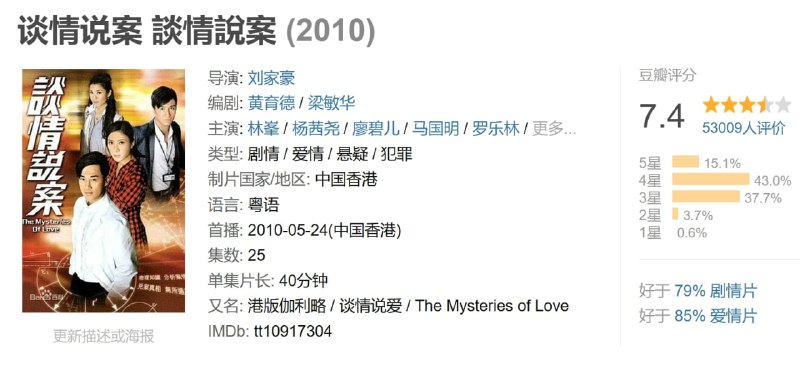 谈情说案 談情說案 (2010)
談情說案
The Mysteries
Of Love
Baidu百科
更新描述或海报
导演: 刘家豪
编剧: 黄育德 / 梁敏华
主演: 林峯 / 杨茜尧 / 廖碧儿 / 马国明 / 罗乐林 / 更多...
类型: 剧情 / 爱情 / 悬疑 / 犯罪
制片国家/地区: 中国香港
语言: 粤语
首播: 2010-05-24(中国香港)
集数: 25
单集片长: 40分钟
又名: 港版伽利略 / 谈情说爱 / The Mysteries of Love
IMDb: tt10917304
豆瓣评分
7.4
53009人评价
5星 15.1%
4星 43.0%
3星 37.7%
2星 3.7%
1星 0.6%
好于 79% 剧情片
好于 85% 爱情片